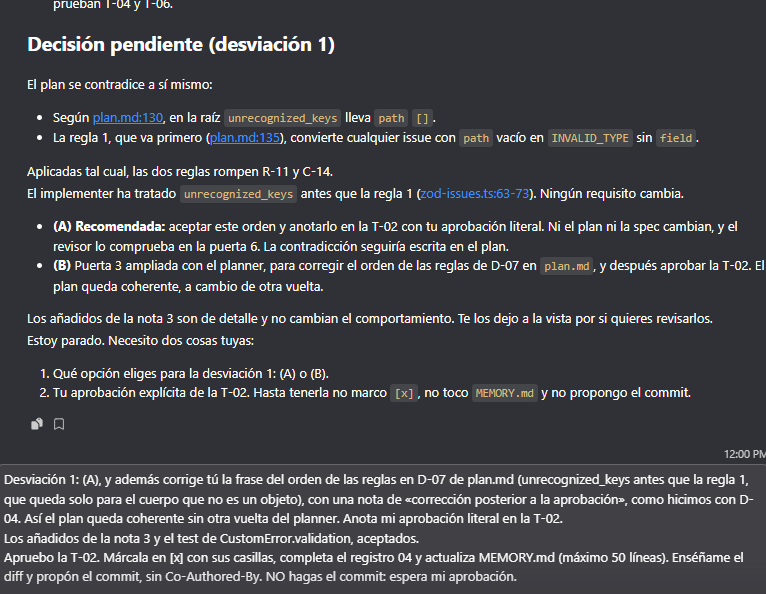 prueban T-04 y T-06.
Decisión pendiente (desviación 1)
El plan se contradice a sí mismo:
• Según plan.md:130, en la raíz unrecognized_keys lleva path [].
• La regla 1, que va primero (plan.md:135), convierte cualquier issue con path vacío en INVALID_TYPE sin field.
Aplicadas tal cual, las dos reglas rompen R-11 y C-14.
El implementer ha tratado unrecognized_keys antes que la regla 1 (zod-issues.ts:63-73). Ningún requisito cambia.
• (A) Recomendada: aceptar este orden y anotarlo en la T-02 con tu aprobación literal. Ni el plan ni la spec cambian, y el
revisor lo comprueba en la puerta 6. La contradicción seguiría escrita en el plan.
• (B) Puerta 3 ampliada con el planner, para corregir el orden de las reglas de D-07 en plan.md, y después aprobar la T-02. El
plan queda coherente, a cambio de otra vuelta.
Los añadidos de la nota 3 son de detalle y no cambian el comportamiento. Te los dejo a la vista por si quieres revisarlos.
Estoy parado. Necesito dos cosas tuyas:
1. Qué opción eliges para la desviación 1: (A) o (B).
2. Tu aprobación explícita de la T-02. Hasta tenerla no marco [x], no toco MEMORY.md y no propongo el commit.
12:00 PM
Desviación 1: (A), y además corrige tú la frase del orden de las reglas en D-07 de plan.md (unrecognized_keys antes que la regla 1,
que queda solo para el cuerpo que no es un objeto), con una nota de «corrección posterior a la aprobación», como hicimos con D-
04. Así el plan queda coherente sin otra vuelta del planner. Anota mi aprobación literal en la T-02.
Los añadidos de la nota 3 y el test de CustomError.validation, aceptados.
Apruebo la T-02. Márcala en [x] con sus casillas, completa el registro 04 y actualiza MEMORY.md (máximo 50 líneas). Enséñame el
diff y propón el commit, sin Co-Authored-By. NO hagas el commit: espera mi aprobación.